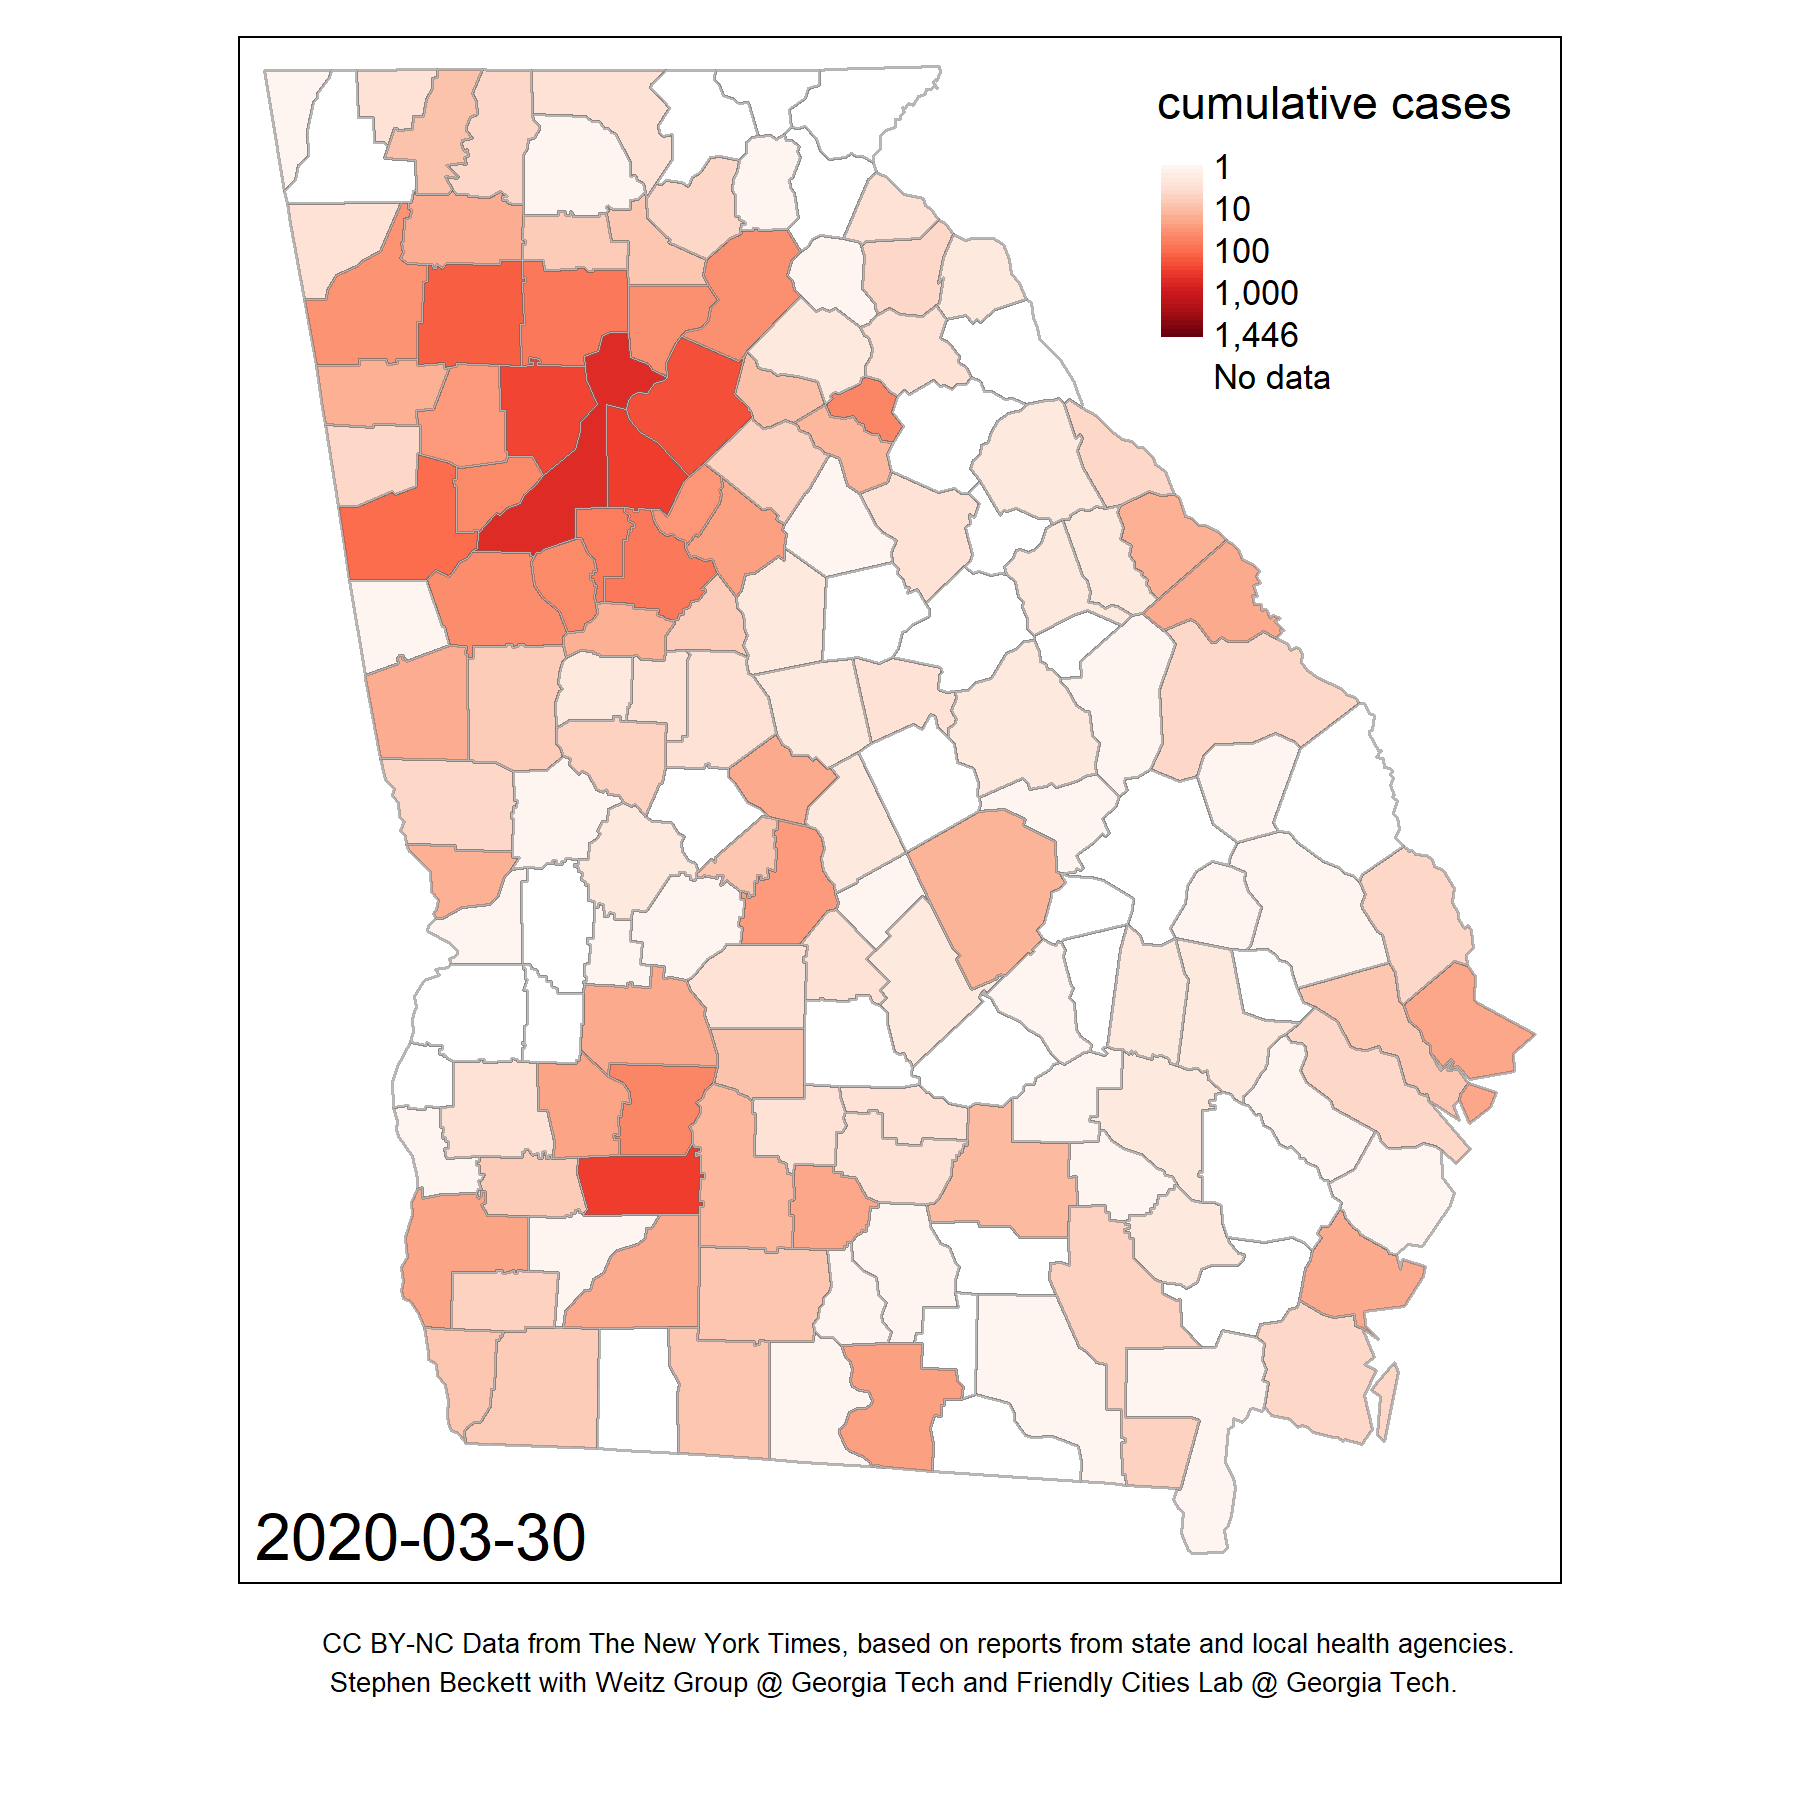 cumulative cases
1
10
100
1,000
1,446
No data
2020-03-30
CC BY-NC Data from The New York Times, based on reports from state and local health agencies.
Stephen Beckett with Weitz Group @ Georgia Tech and Friendly Cities Lab @ Georgia Tech.